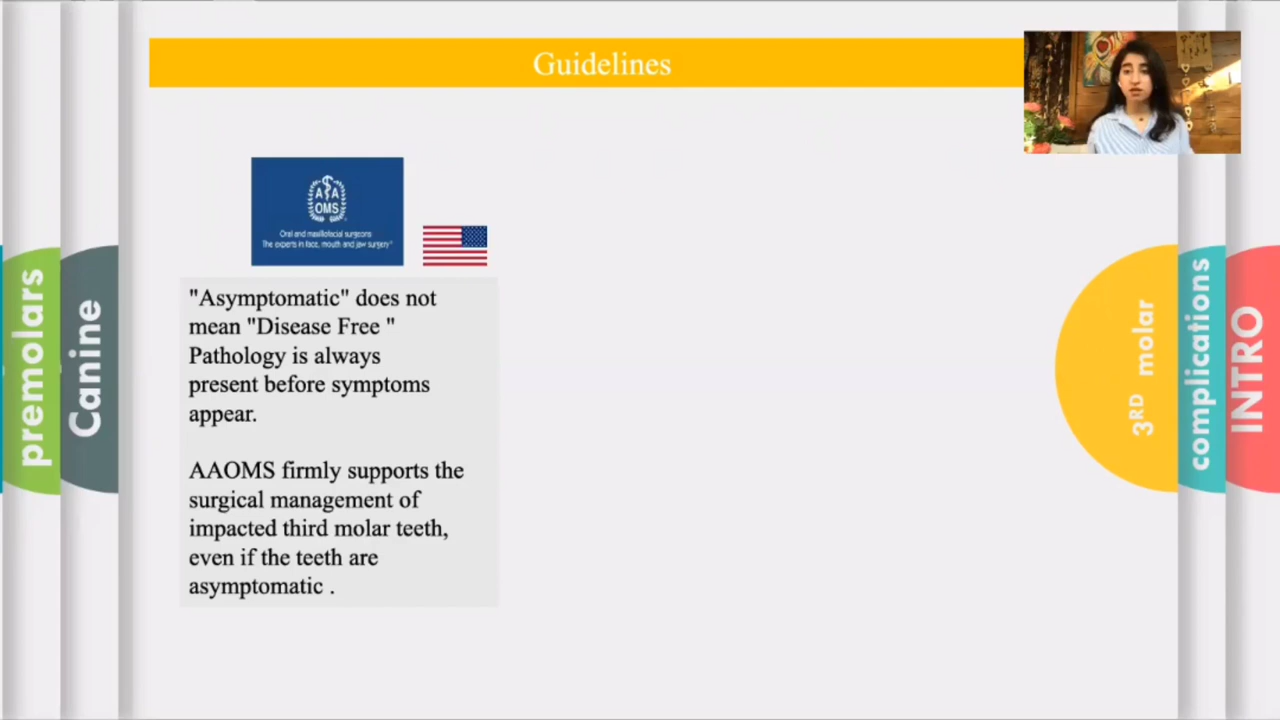 Guidelines
A A
OMS
Oral and maxillofacial surgeons
The experts in face, mouth and jaw surgery®
"Asymptomatic" does not
mean "Disease Free "
Pathology is always
present before symptoms
appear.
AAOMS firmly supports the
surgical management of
impacted third molar teeth,
even if the teeth are
asymptomatic .
premolars
Canine
3RD molar
complications
INTRO